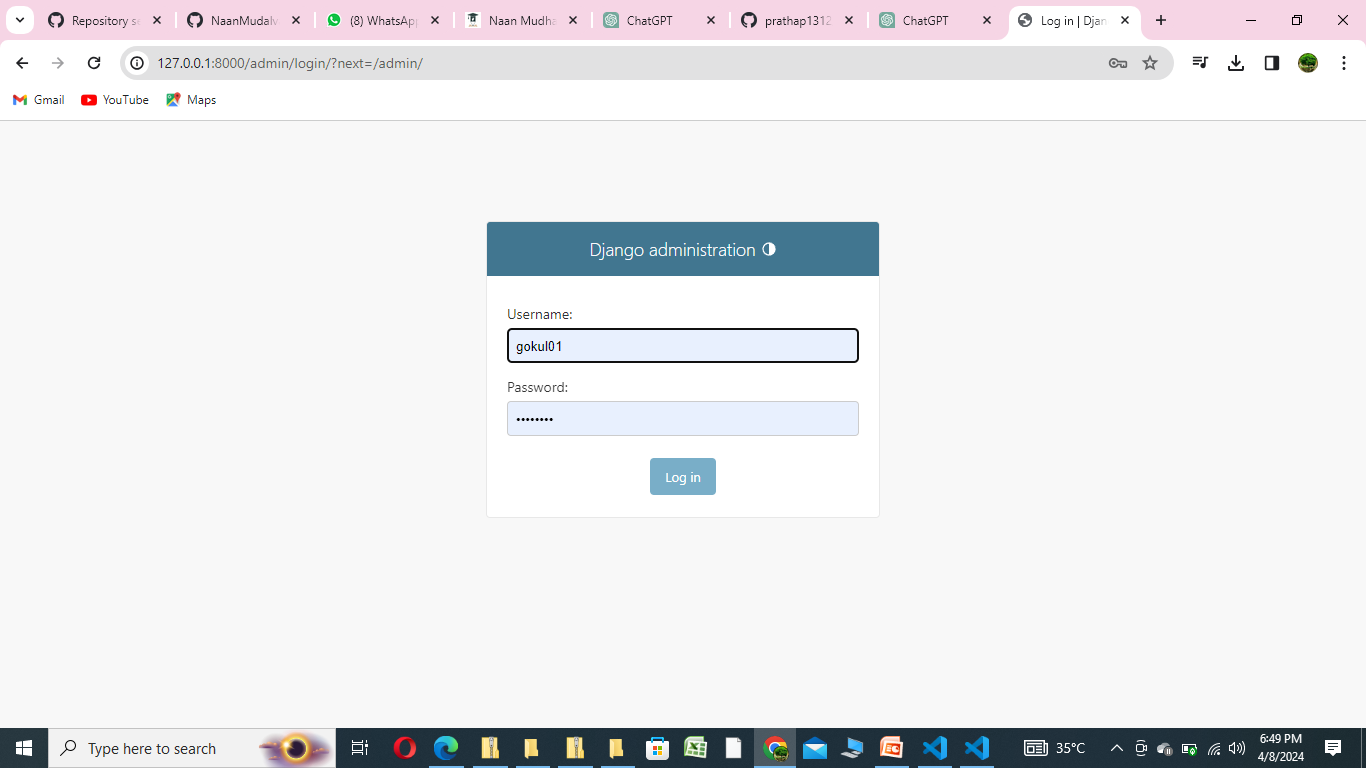 Repository se
NaanMudalv
(8) WhatsApp
Naan Mudha
ChatGPT
prathap1312
ChatGPT
Log in | Djan
127.0.0.1:8000/admin/login/?next=/admin/
Gmail
YouTube
Maps
Django administration
Username:
gokul01
Password:
••••••••
Log in
Type here to search
35°C
6:49 PM
4/8/2024